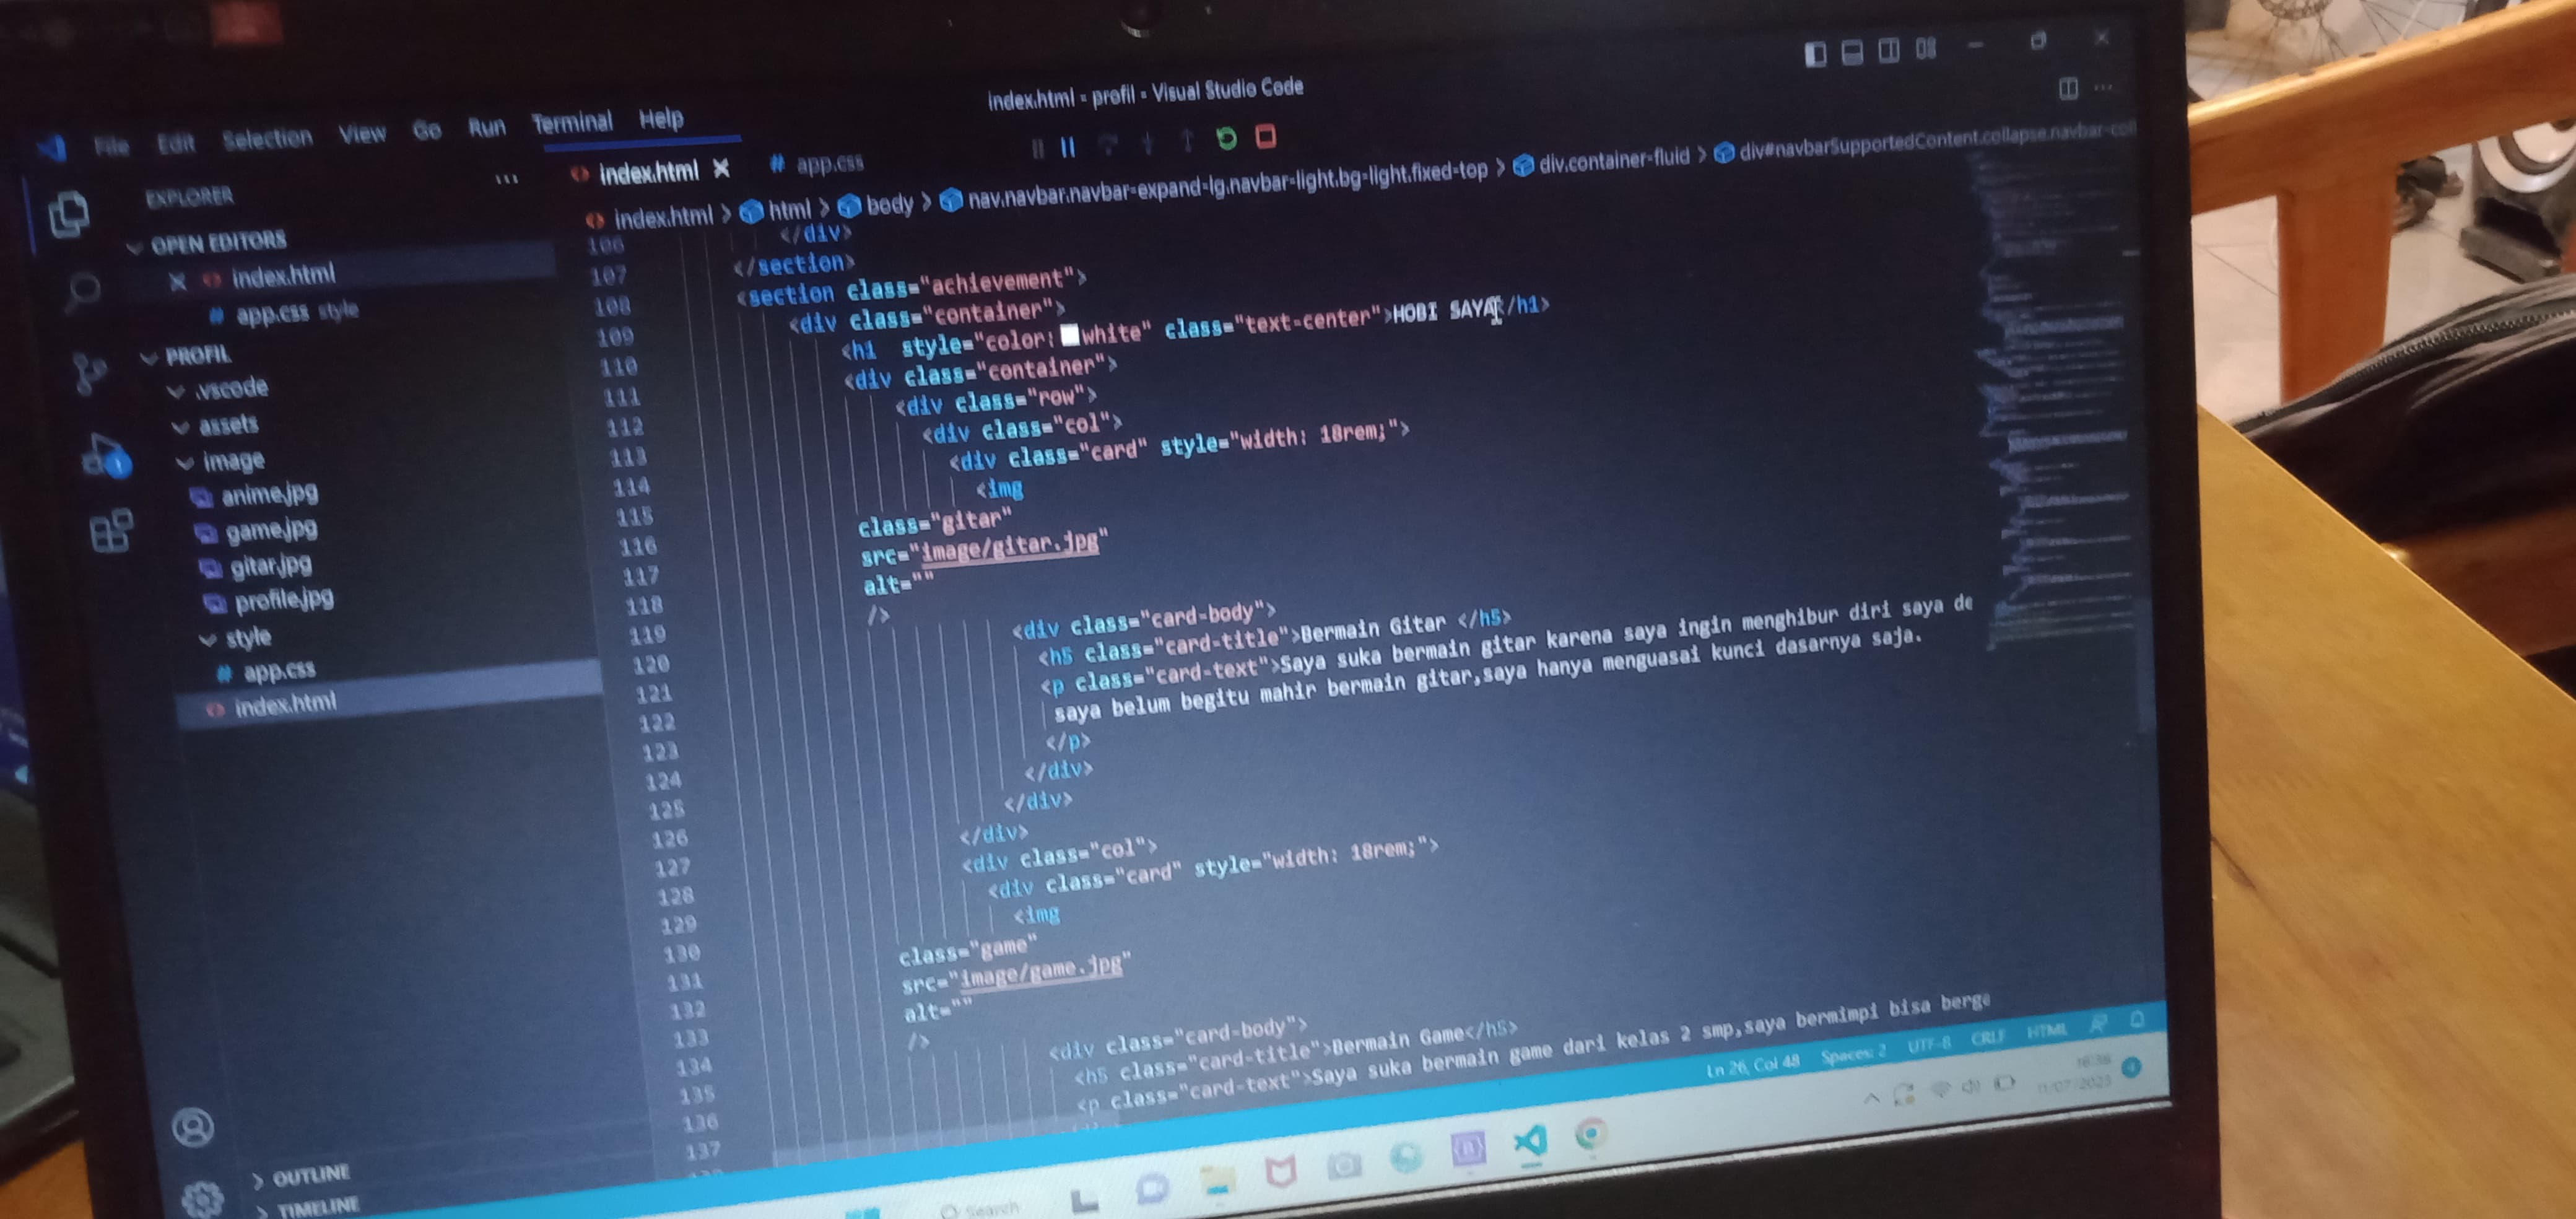 index.html - profil - Visual Studio Code
File Edit Selection View Go Run Terminal Help
EXPLORER
OPEN EDITORS
index.html
app.css style
PROFIL
.vscode
assets
image
anime.jpg
game.jpg
gitar.jpg
profile.jpg
style
app.css
index.html
OUTLINE
TIMELINE
index.html
app.css
index.html > html > body > nav.navbar.navbar-expand-lg.navbar-light.bg-light.fixed-top > div.container-fluid > div#navbarSupportedContent.collapse.navbar-coll
106 </div>
107 </section>
108 <section class="achievement">
109 <div class="container">
110 <h1  style="color: white" class="text-center">HOBI SAYA</h1>
111 <div class="container">
112 <div class="row">
113 <div class="col">
114 <div class="card" style="width: 18rem;">
115 <img
116 class="gitar"
117 src="image/gitar.jpg"
118 alt=""
119 />
120 <div class="card-body">
121 <h5 class="card-title">Bermain Gitar </h5>
122 <p class="card-text">Saya suka bermain gitar karena saya ingin menghibur diri saya de
123 saya belum begitu mahir bermain gitar,saya hanya menguasai kunci dasarnya saja.
124 </p>
125 </div>
126 </div>
127 </div>
128 <div class="col">
129 <div class="card" style="width: 18rem;">
130 <img
131 class="game"
132 src="image/game.jpg"
133 alt=""
134 />
135 <div class="card-body">
136 <h5 class="card-title">Bermain Game</h5>
137 <p class="card-text">Saya suka bermain game dari kelas 2 smp,saya bermimpi bisa berga
Ln 26, Col 48 Spaces: 2 UTF-8 CRLF HTML
Search
16:36
11/07/2023